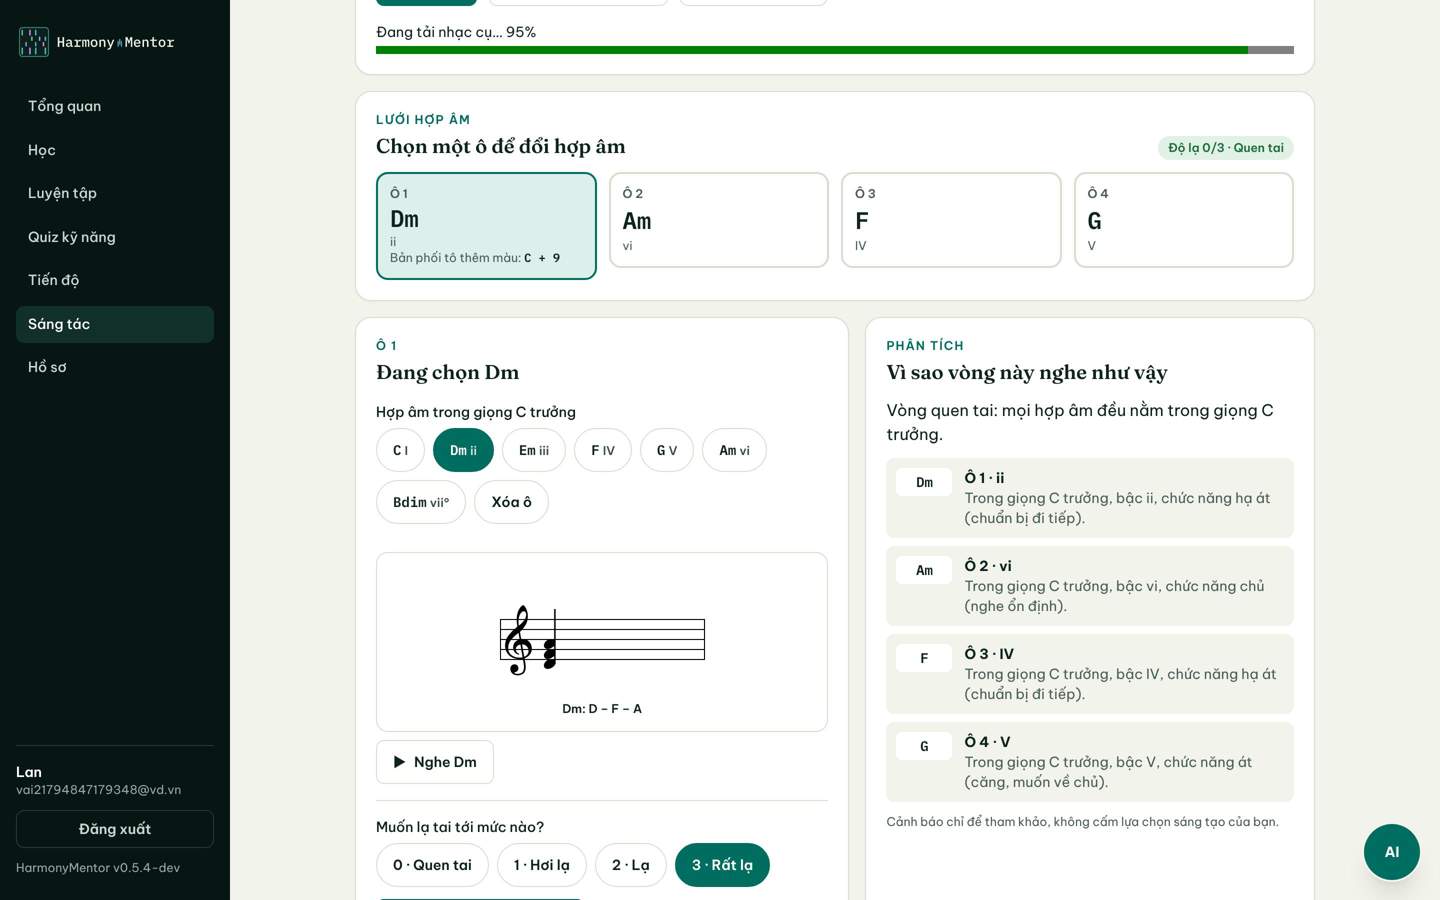 Harmony Mentor
Tổng quan
Học
Luyện tập
Quiz kỹ năng
Tiến độ
Sáng tác
Hồ sơ
Lan
vai21794847179348@vd.vn
Đăng xuất
HarmonyMentor v0.5.4-dev
Đang tải nhạc cụ... 95%
LƯỚI HỢP ÂM
Chọn một ô để đổi hợp âm
Độ lạ 0/3 · Quen tai
Ô 1
Dm
ii
Bản phối tô thêm màu: C + 9
Ô 2
Am
vi
Ô 3
F
IV
Ô 4
G
V
Ô 1
Đang chọn Dm
Hợp âm trong giọng C trưởng
C I
Dm ii
Em iii
F IV
G V
Am vi
Bdim vii°
Xóa ô
Dm: D – F – A
Nghe Dm
Muốn lạ tai tới mức nào?
0 · Quen tai
1 · Hơi lạ
2 · Lạ
3 · Rất lạ
PHÂN TÍCH
Vì sao vòng này nghe như vậy
Vòng quen tai: mọi hợp âm đều nằm trong giọng C
trưởng.
Dm
Ô 1 · ii
Trong giọng C trưởng, bậc ii, chức năng hạ át
(chuẩn bị đi tiếp).
Am
Ô 2 · vi
Trong giọng C trưởng, bậc vi, chức năng chủ
(nghe ổn định).
F
Ô 3 · IV
Trong giọng C trưởng, bậc IV, chức năng hạ át
(chuẩn bị đi tiếp).
G
Ô 4 · V
Trong giọng C trưởng, bậc V, chức năng át
(căng, muốn về chủ).
Cảnh báo chỉ để tham khảo, không cấm lựa chọn sáng tạo của bạn.
AI